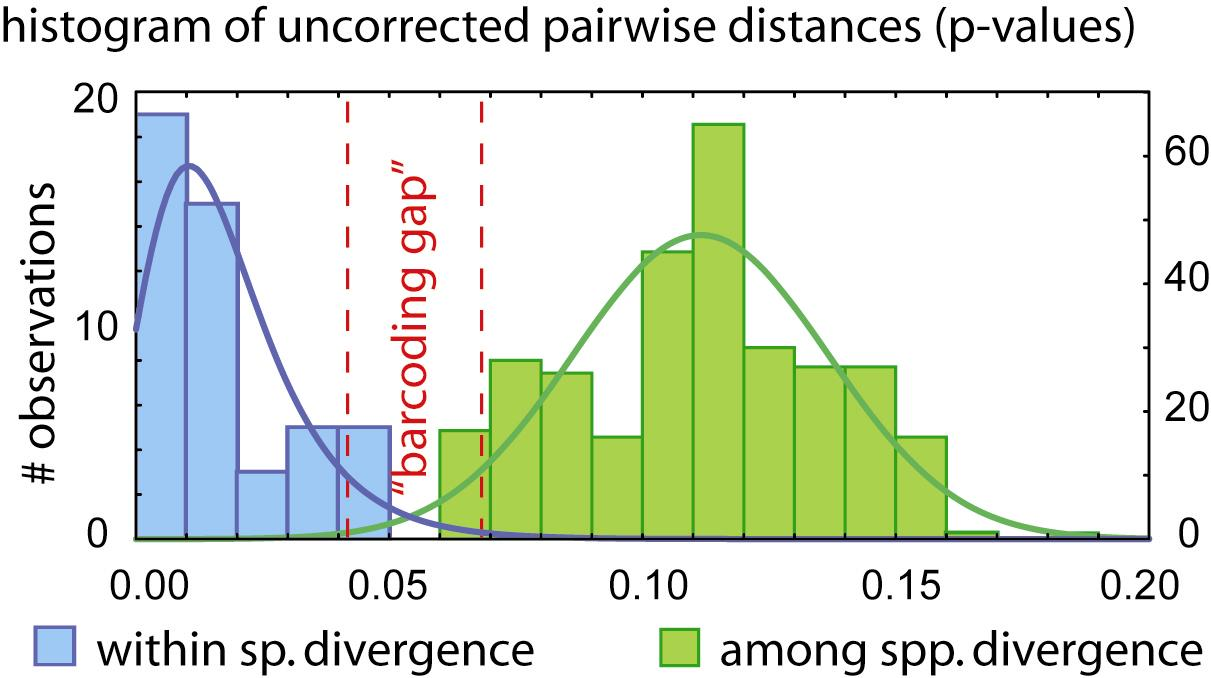 histogram of uncorrected pairwise distances (p-values)
20
10
0
# observations
"barcoding gap"
60
40
20
0
0.00 0.05 0.10 0.15 0.20
within sp. divergence among spp. divergence